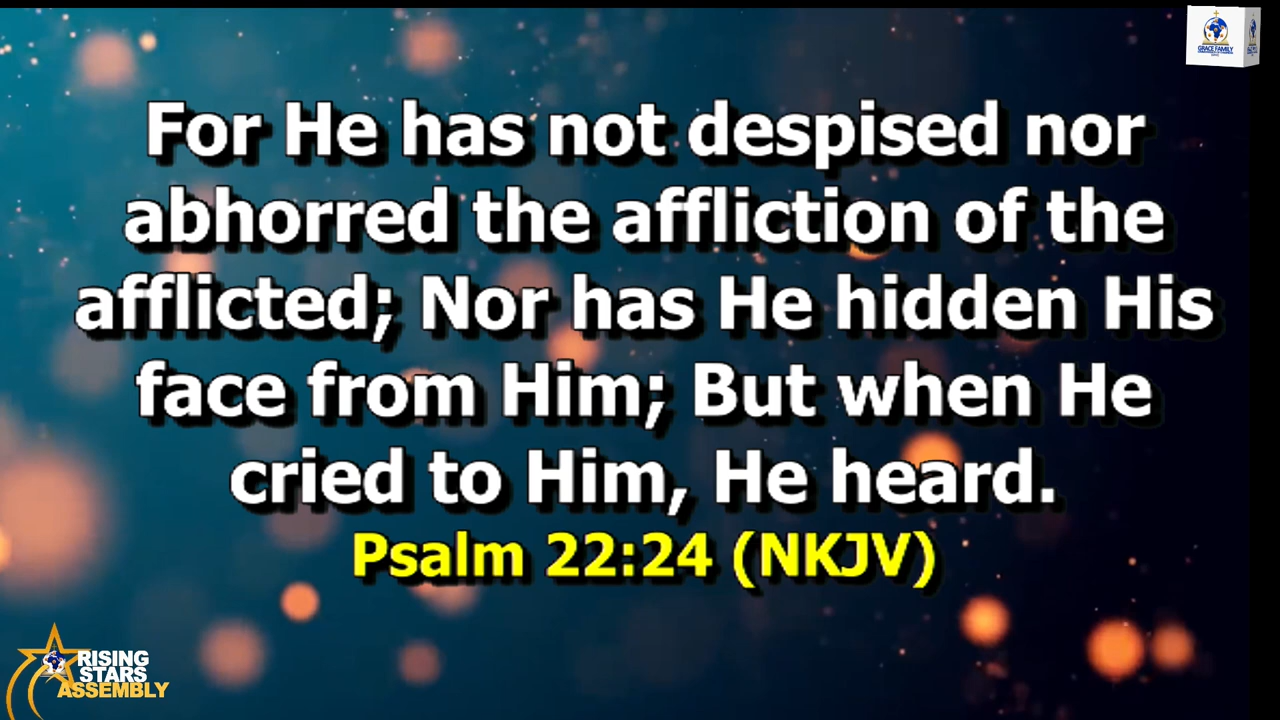 GRACE FAMILY
For He has not despised nor
abhorred the affliction of the
afflicted; Nor has He hidden His
face from Him; But when He
cried to Him, He heard.
Psalm 22:24 (NKJV)
RISING
STARS
ASSEMBLY